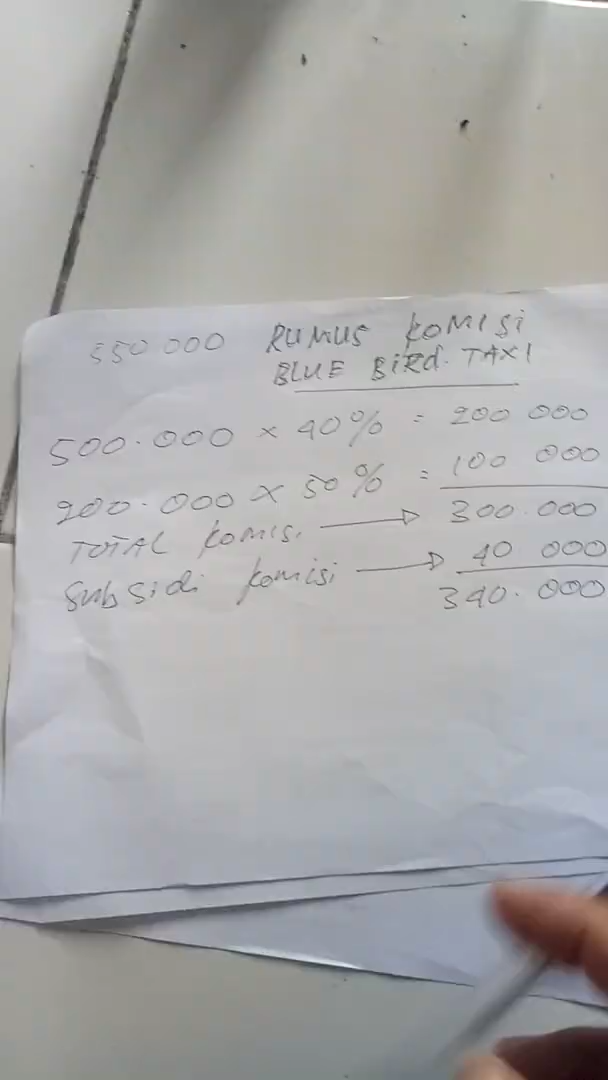 550 000 RUMUS KOMISI
BLUE BIRd. TAXI
500.000 x 40% = 200 000
200.000 x 50% = 100 000
TOTAL KOMISI → 300.000
Subsidi komisi → 40 000
340.000